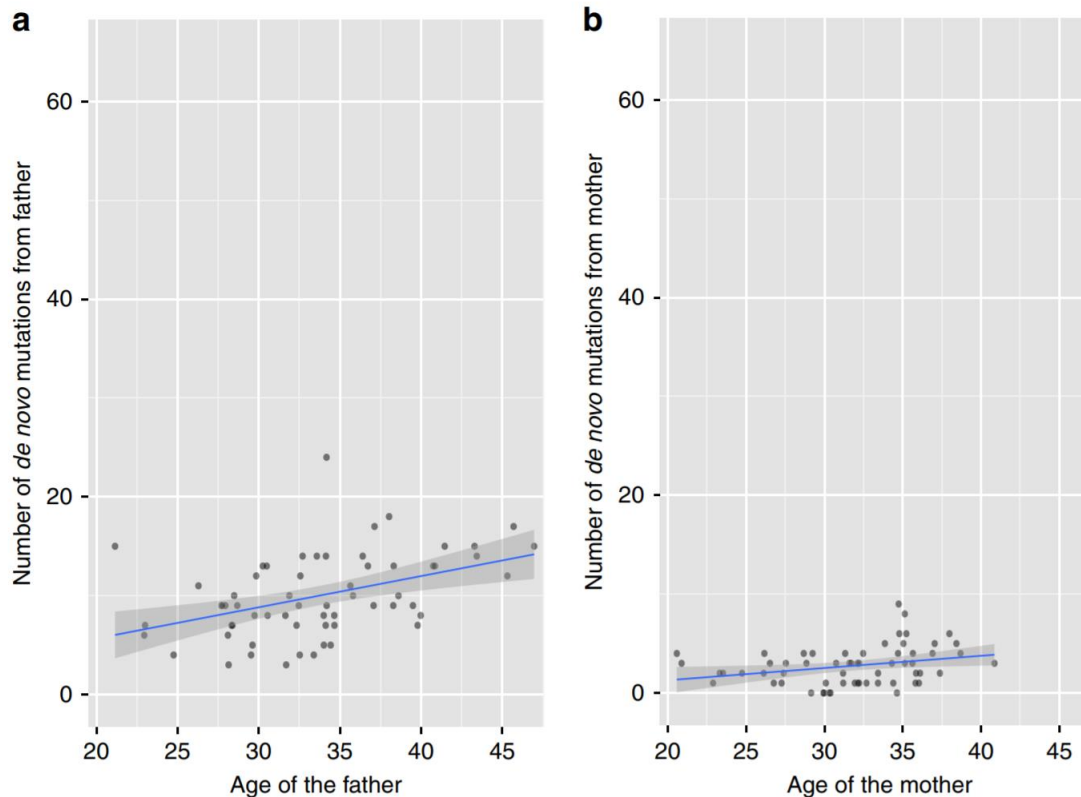 a
Number of de novo mutations from father
60
40
20
0
20 25 30 35 40 45
Age of the father
b
Number of de novo mutations from mother
60
40
20
0
20 25 30 35 40 45
Age of the mother